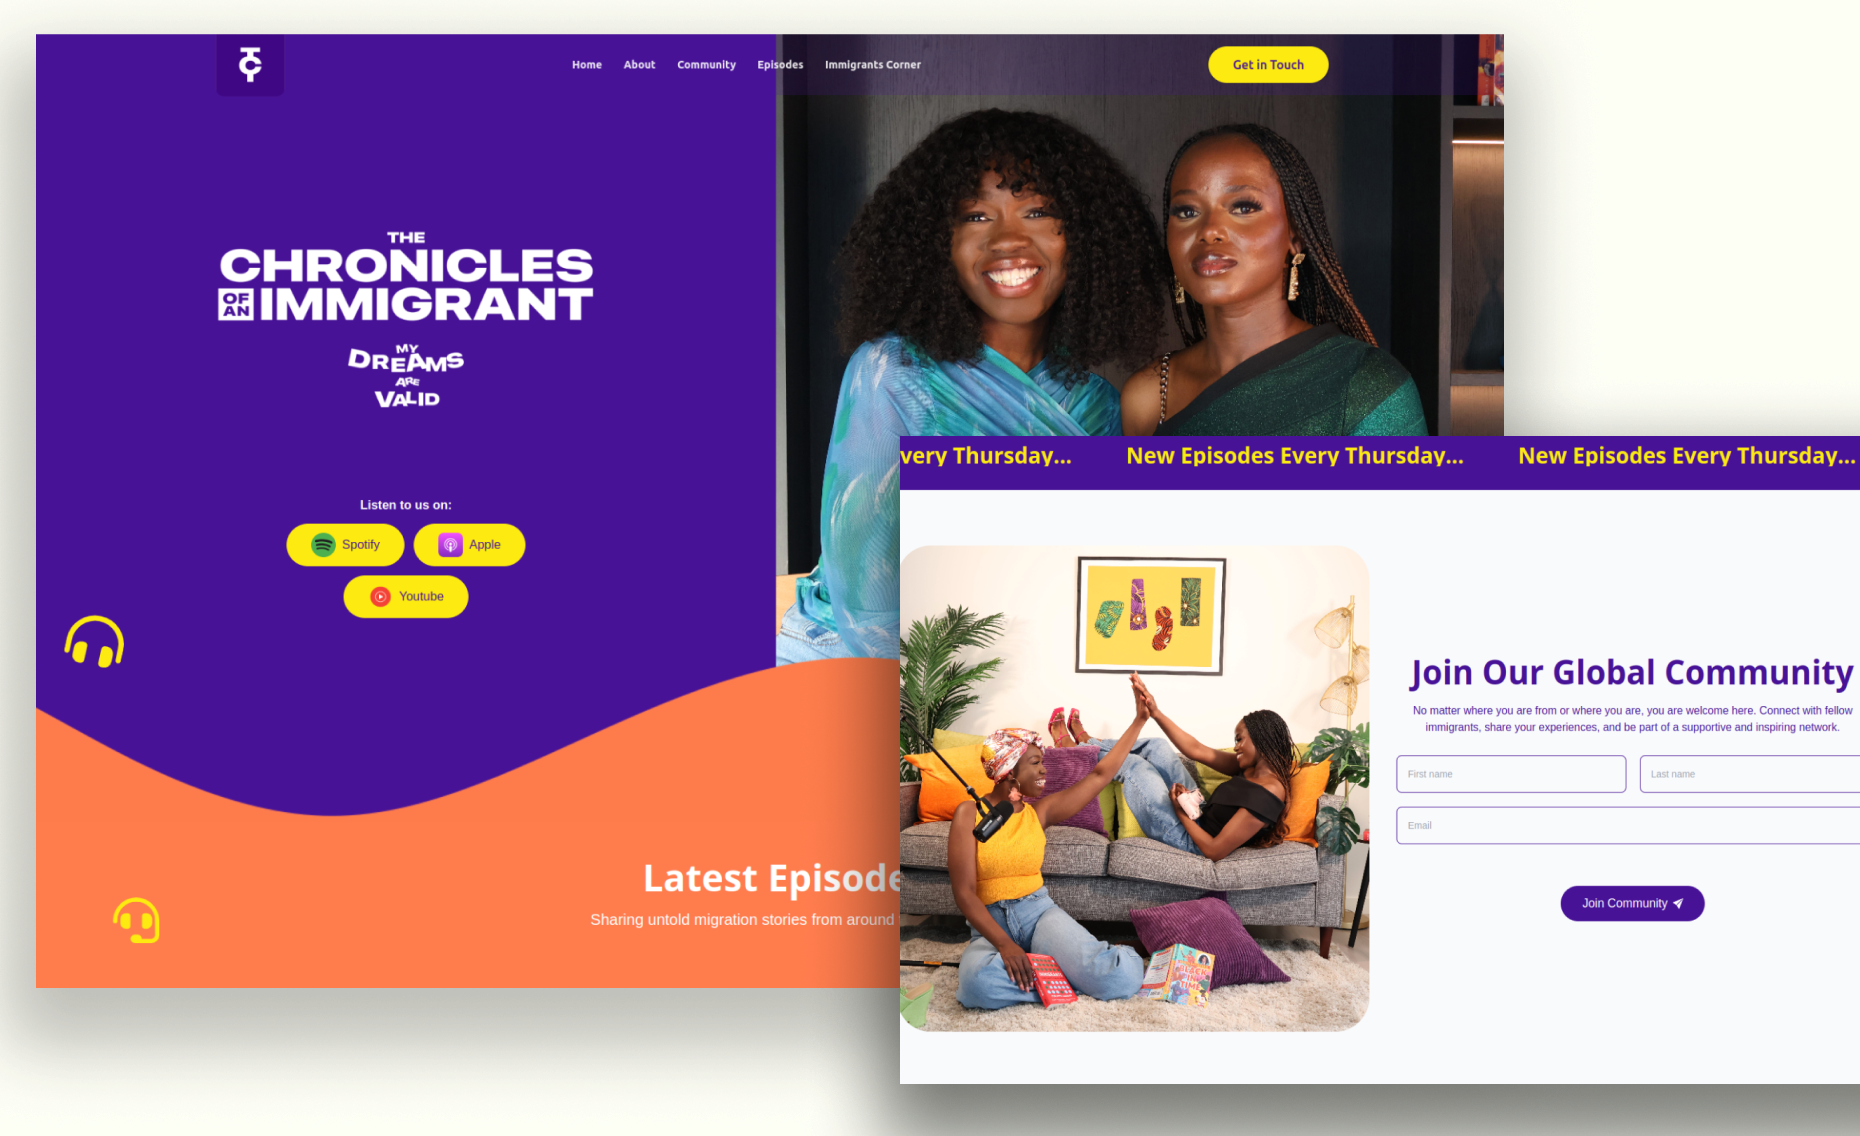 TC
Home About Community Episodes Immigrants Corner
Get in Touch
THE
CHRONICLES
OF AN IMMIGRANT
MY
DREAMS
ARE
VALID
Listen to us on:
Spotify
Apple
Youtube
Latest Episode
Sharing untold migration stories from around
very Thursday... New Episodes Every Thursday... New Episodes Every Thursday...
Join Our Global Community
No matter where you are from or where you are, you are welcome here. Connect with fellow
immigrants, share your experiences, and be part of a supportive and inspiring network.
First name
Last name
Email
Join Community